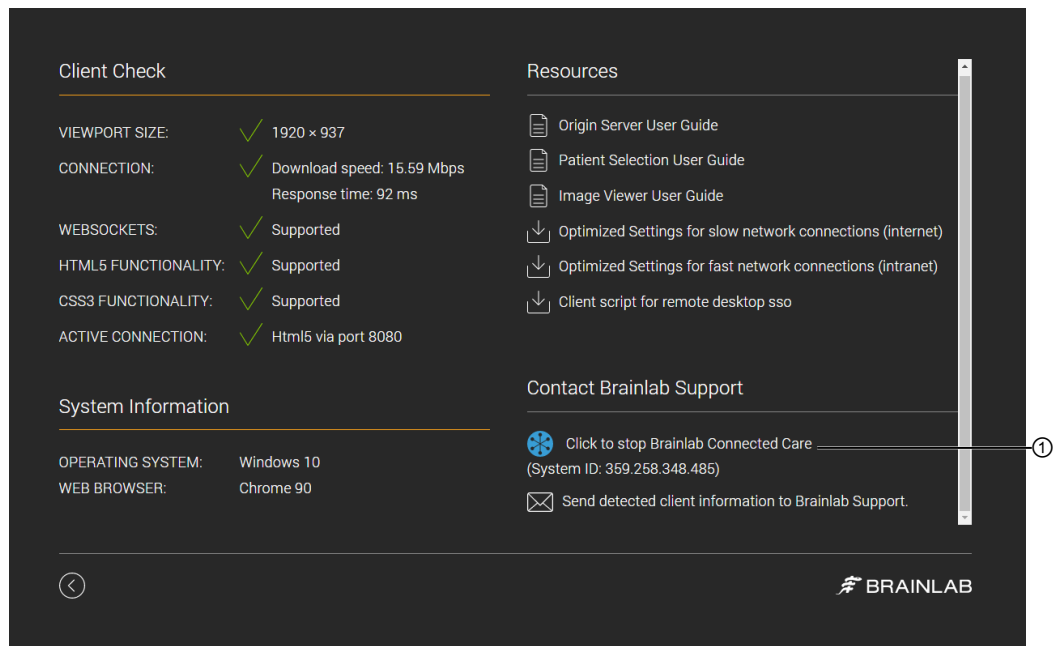 Client Check
VIEWPORT SIZE: 1920 × 937
CONNECTION: Download speed: 15.59 Mbps
Response time: 92 ms
WEBSOCKETS: Supported
HTML5 FUNCTIONALITY: Supported
CSS3 FUNCTIONALITY: Supported
ACTIVE CONNECTION: Html5 via port 8080
System Information
OPERATING SYSTEM: Windows 10
WEB BROWSER: Chrome 90
Resources
Origin Server User Guide
Patient Selection User Guide
Image Viewer User Guide
Optimized Settings for slow network connections (internet)
Optimized Settings for fast network connections (intranet)
Client script for remote desktop sso
Contact Brainlab Support
Click to stop Brainlab Connected Care
①
(System ID: 359.258.348.485)
Send detected client information to Brainlab Support.
BRAINLAB